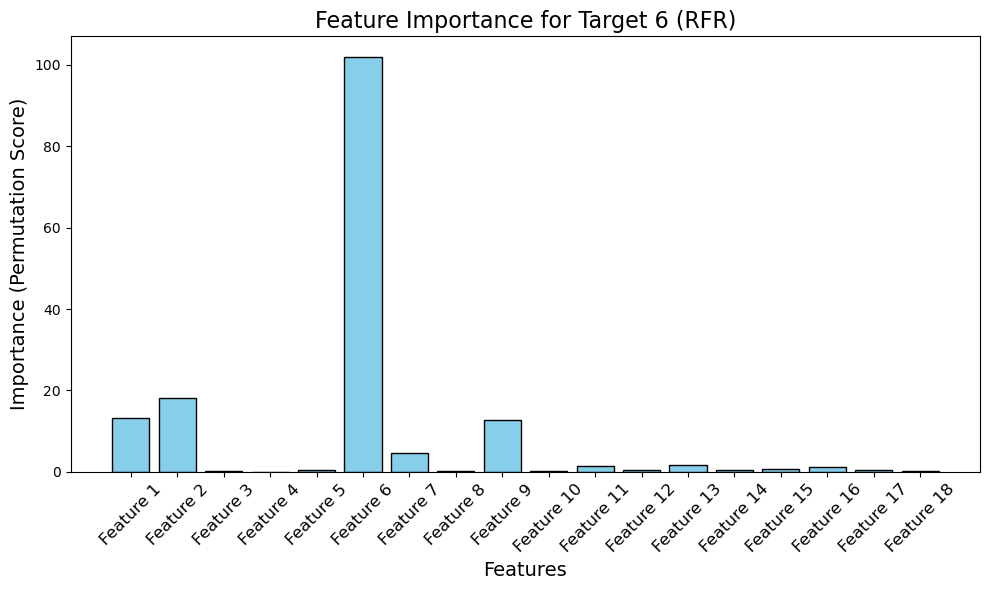 Feature Importance for Target 6 (RFR)
Importance (Permutation Score)
100
80
60
40
20
0
Feature 1
Feature 2
Feature 3
Feature 4
Feature 5
Feature 6
Feature 7
Feature 8
Feature 9
Feature 10
Feature 11
Feature 12
Feature 13
Feature 14
Feature 15
Feature 16
Feature 17
Feature 18
Features